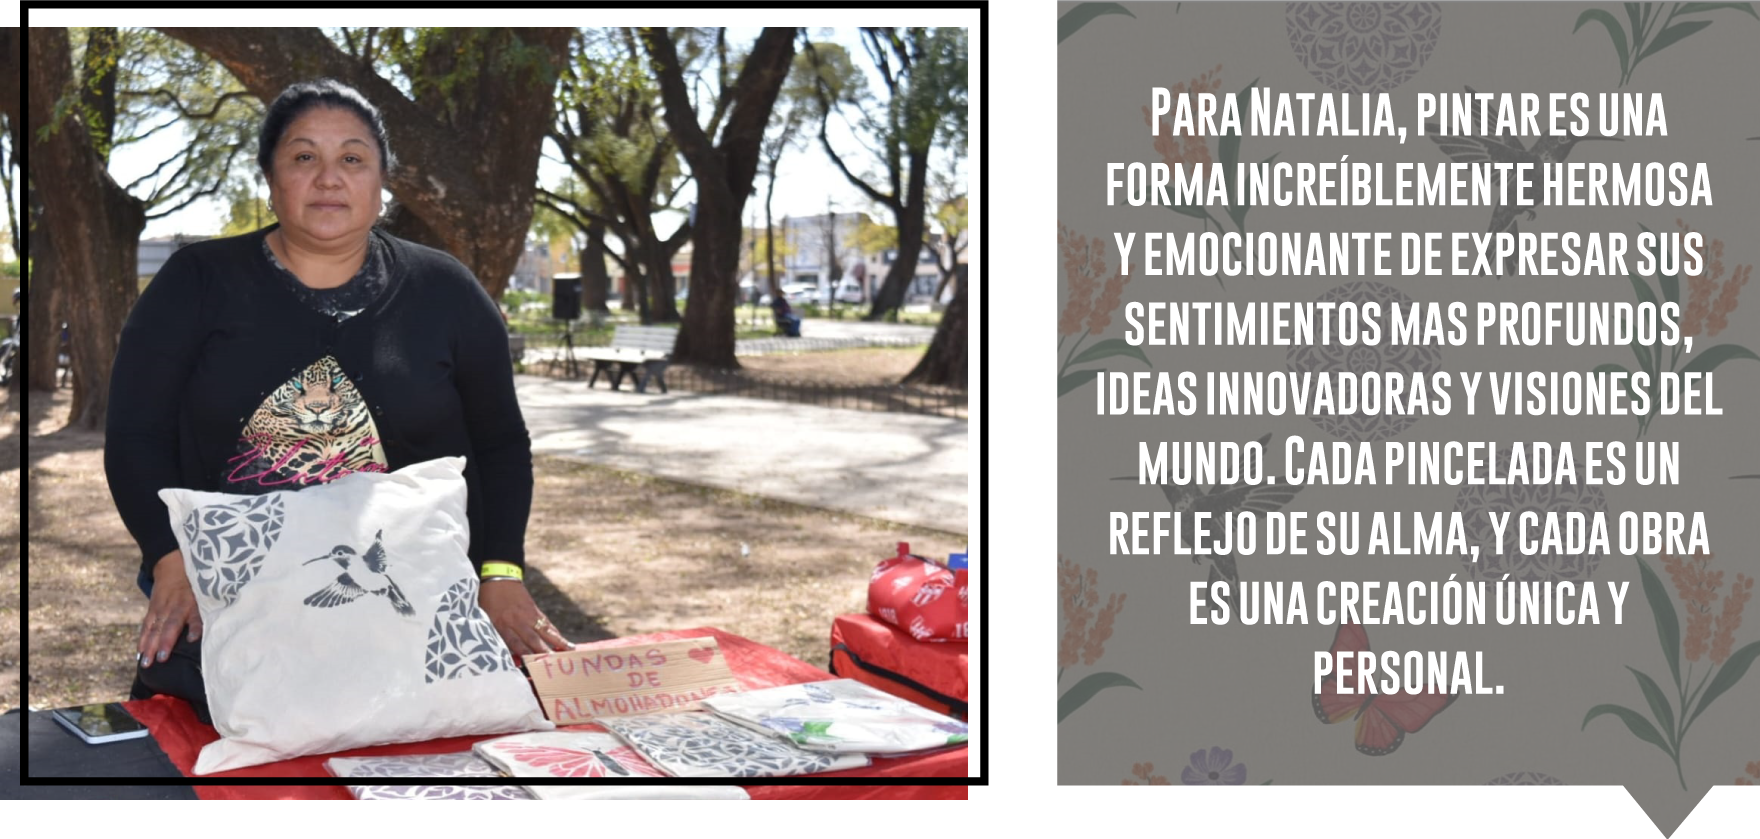 FUNDAS
DE
ALMOHADONES
PARA NATALIA, PINTAR ES UNA
FORMA INCREÍBLEMENTE HERMOSA
Y EMOCIONANTE DE EXPRESAR SUS
SENTIMIENTOS MAS PROFUNDOS,
IDEAS INNOVADORAS Y VISIONES DEL
MUNDO. CADA PINCELADA ES UN
REFLEJO DE SU ALMA, Y CADA OBRA
ES UNA CREACIÓN ÚNICA Y
PERSONAL.